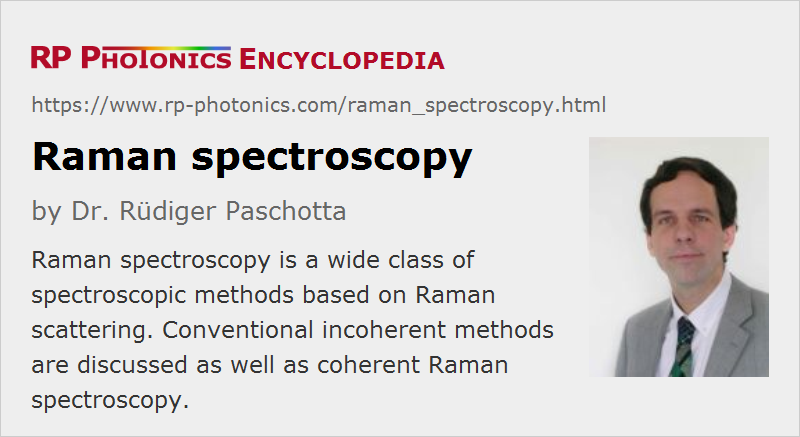 RP PHOTONICS ENCYCLOPEDIA
https://www.rp-photonics.com/raman_spectroscopy.html
Raman spectroscopy
by Dr. Rüdiger Paschotta
Raman spectroscopy is a wide class of
spectroscopic methods based on Raman
scattering. Conventional incoherent methods
are discussed as well as coherent Raman
spectroscopy.